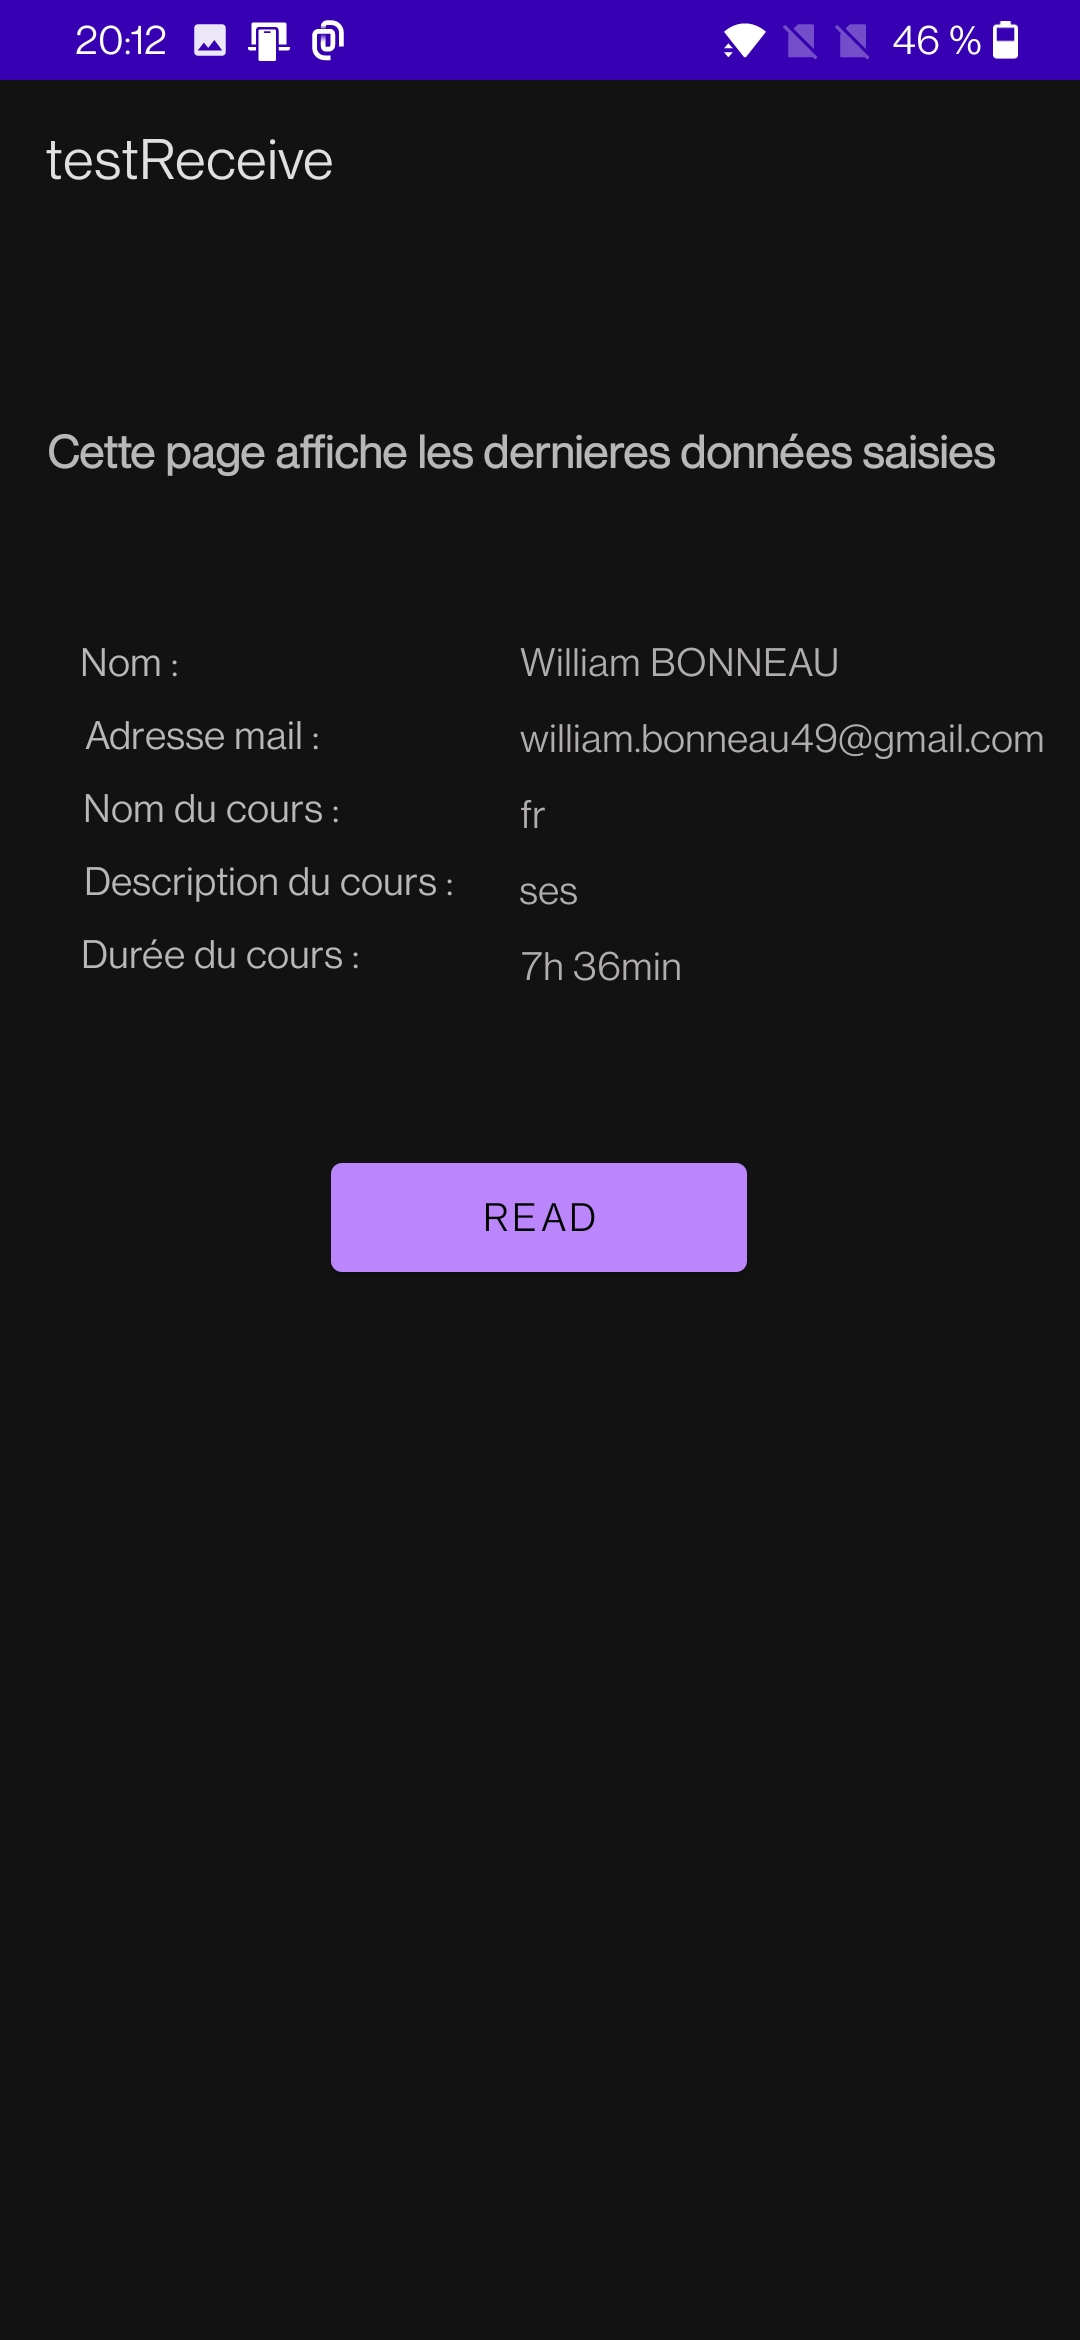 20:12 46 %
testReceive
Cette page affiche les dernieres données saisies
Nom : William BONNEAU
Adresse mail : william.bonneau49@gmail.com
Nom du cours : fr
Description du cours : ses
Durée du cours : 7h 36min
READ